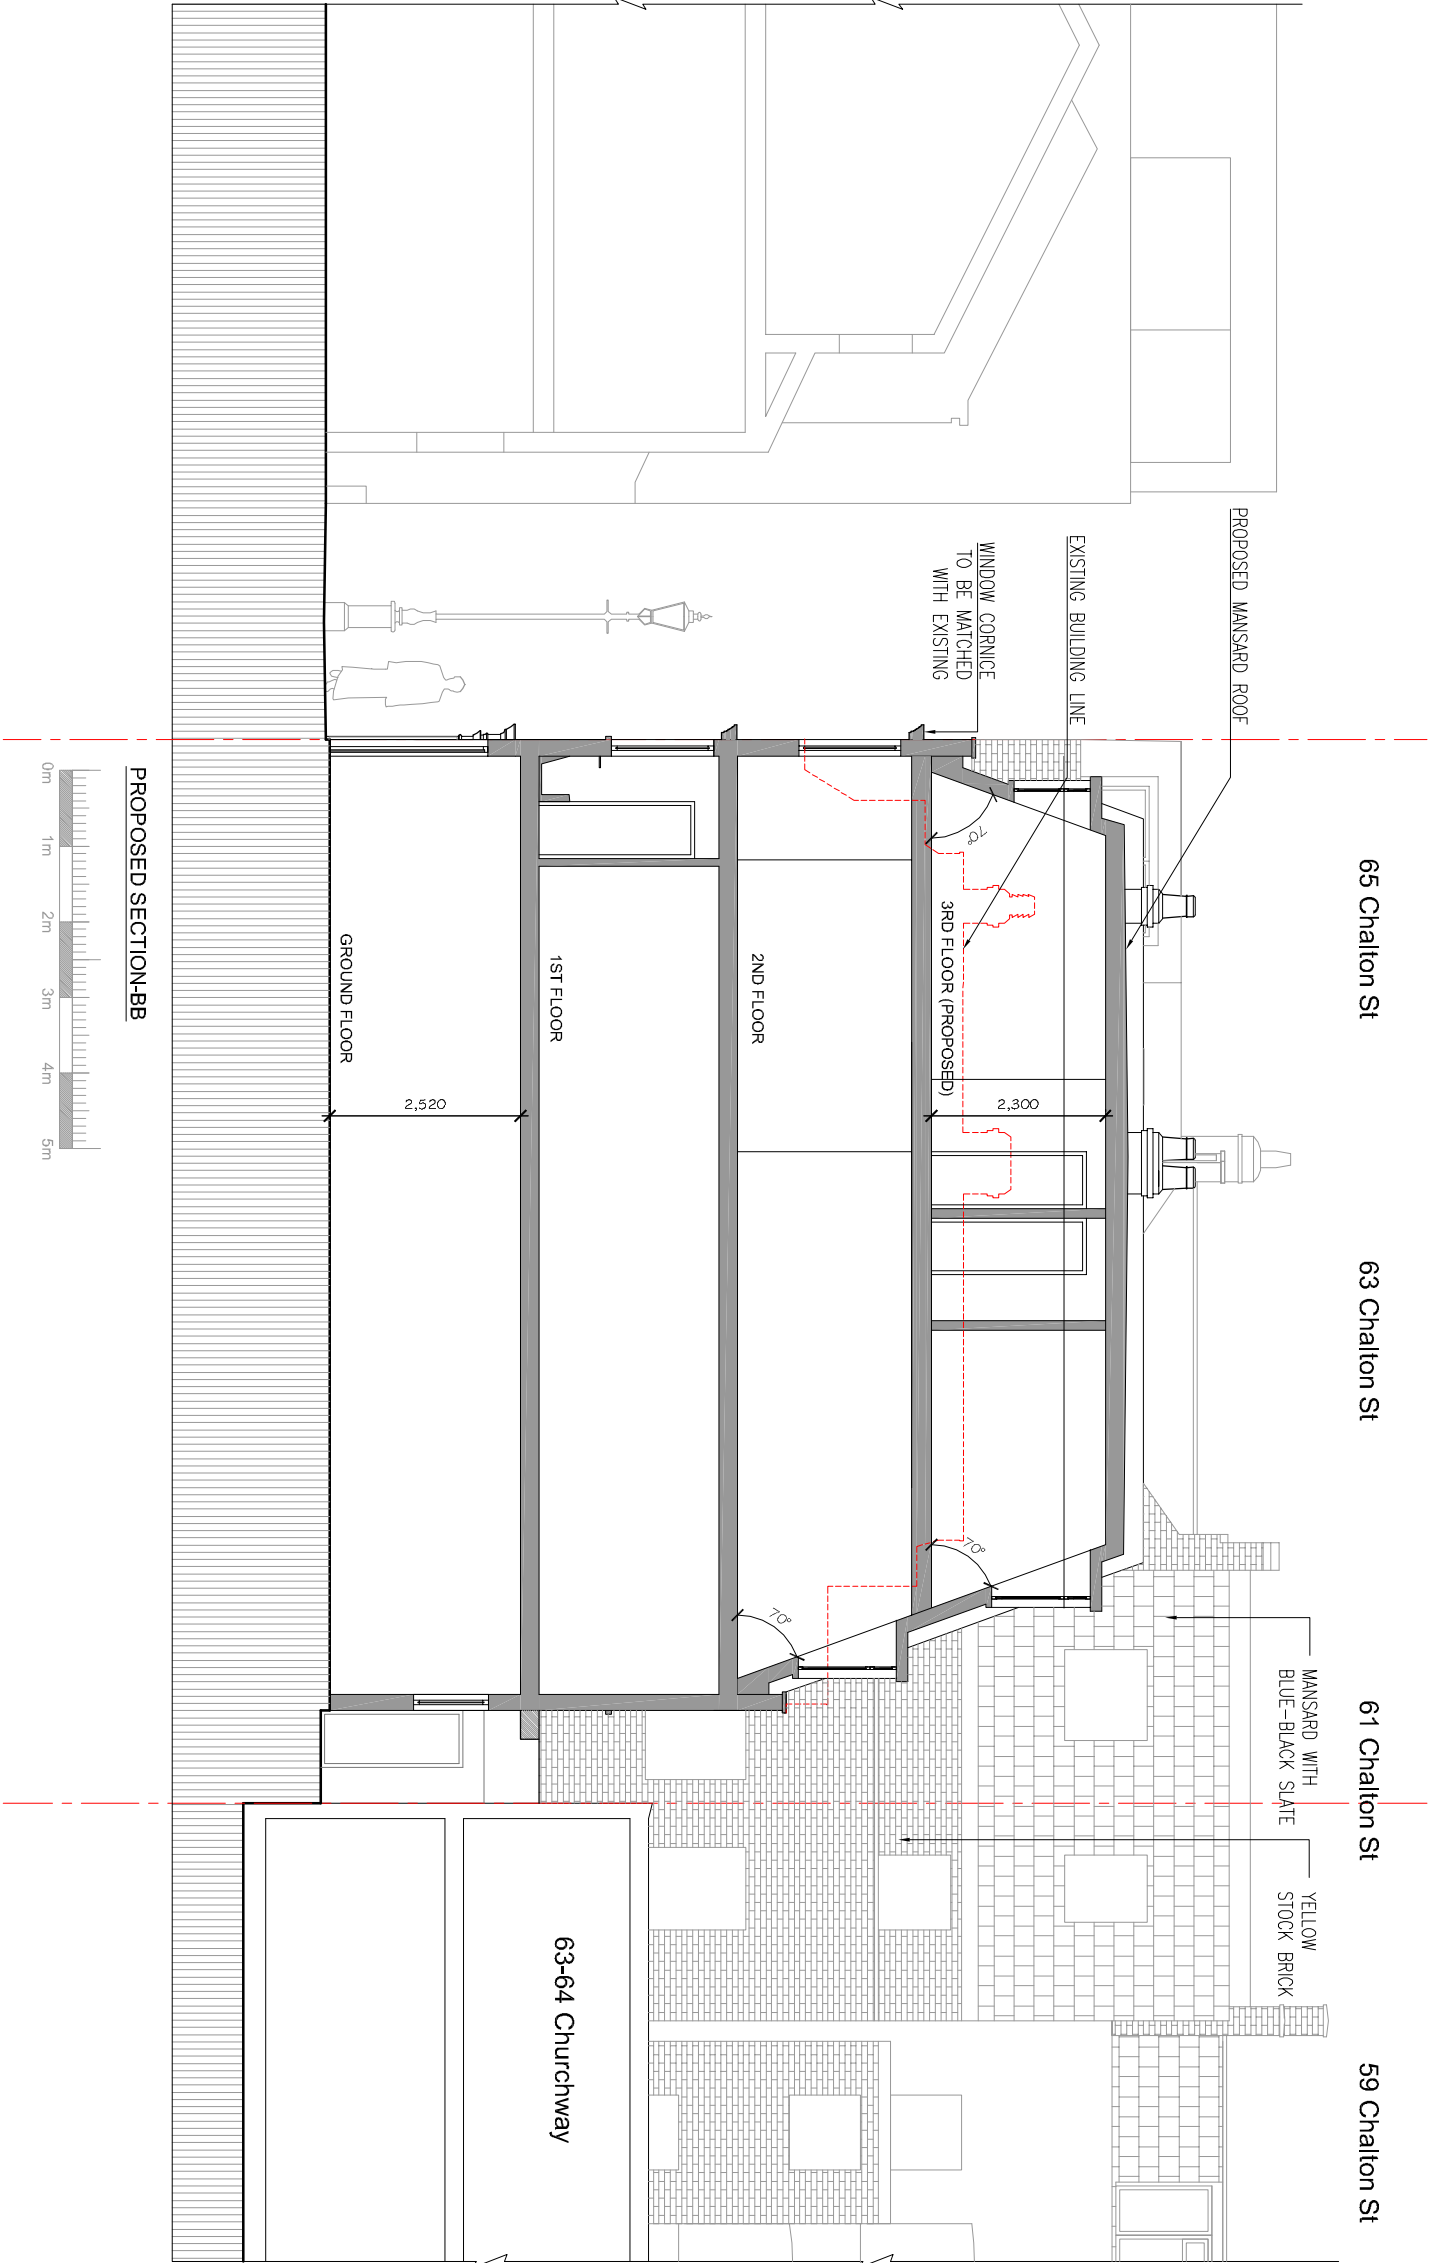 65 Chalton St
63 Chalton St
61 Chalton St
59 Chalton St
PROPOSED MANSARD ROOF
EXISTING BUILDING LINE
WINDOW CORNICE
TO BE MATCHED
WITH EXISTING
MANSARD WITH
BLUE-BLACK SLATE
YELLOW
STOCK BRICK
70°
70°
70°
3RD FLOOR (PROPOSED)
2,300
2ND FLOOR
1ST FLOOR
GROUND FLOOR
2,520
63-64 Churchway
PROPOSED SECTION-BB
0m 1m 2m 3m 4m 5m